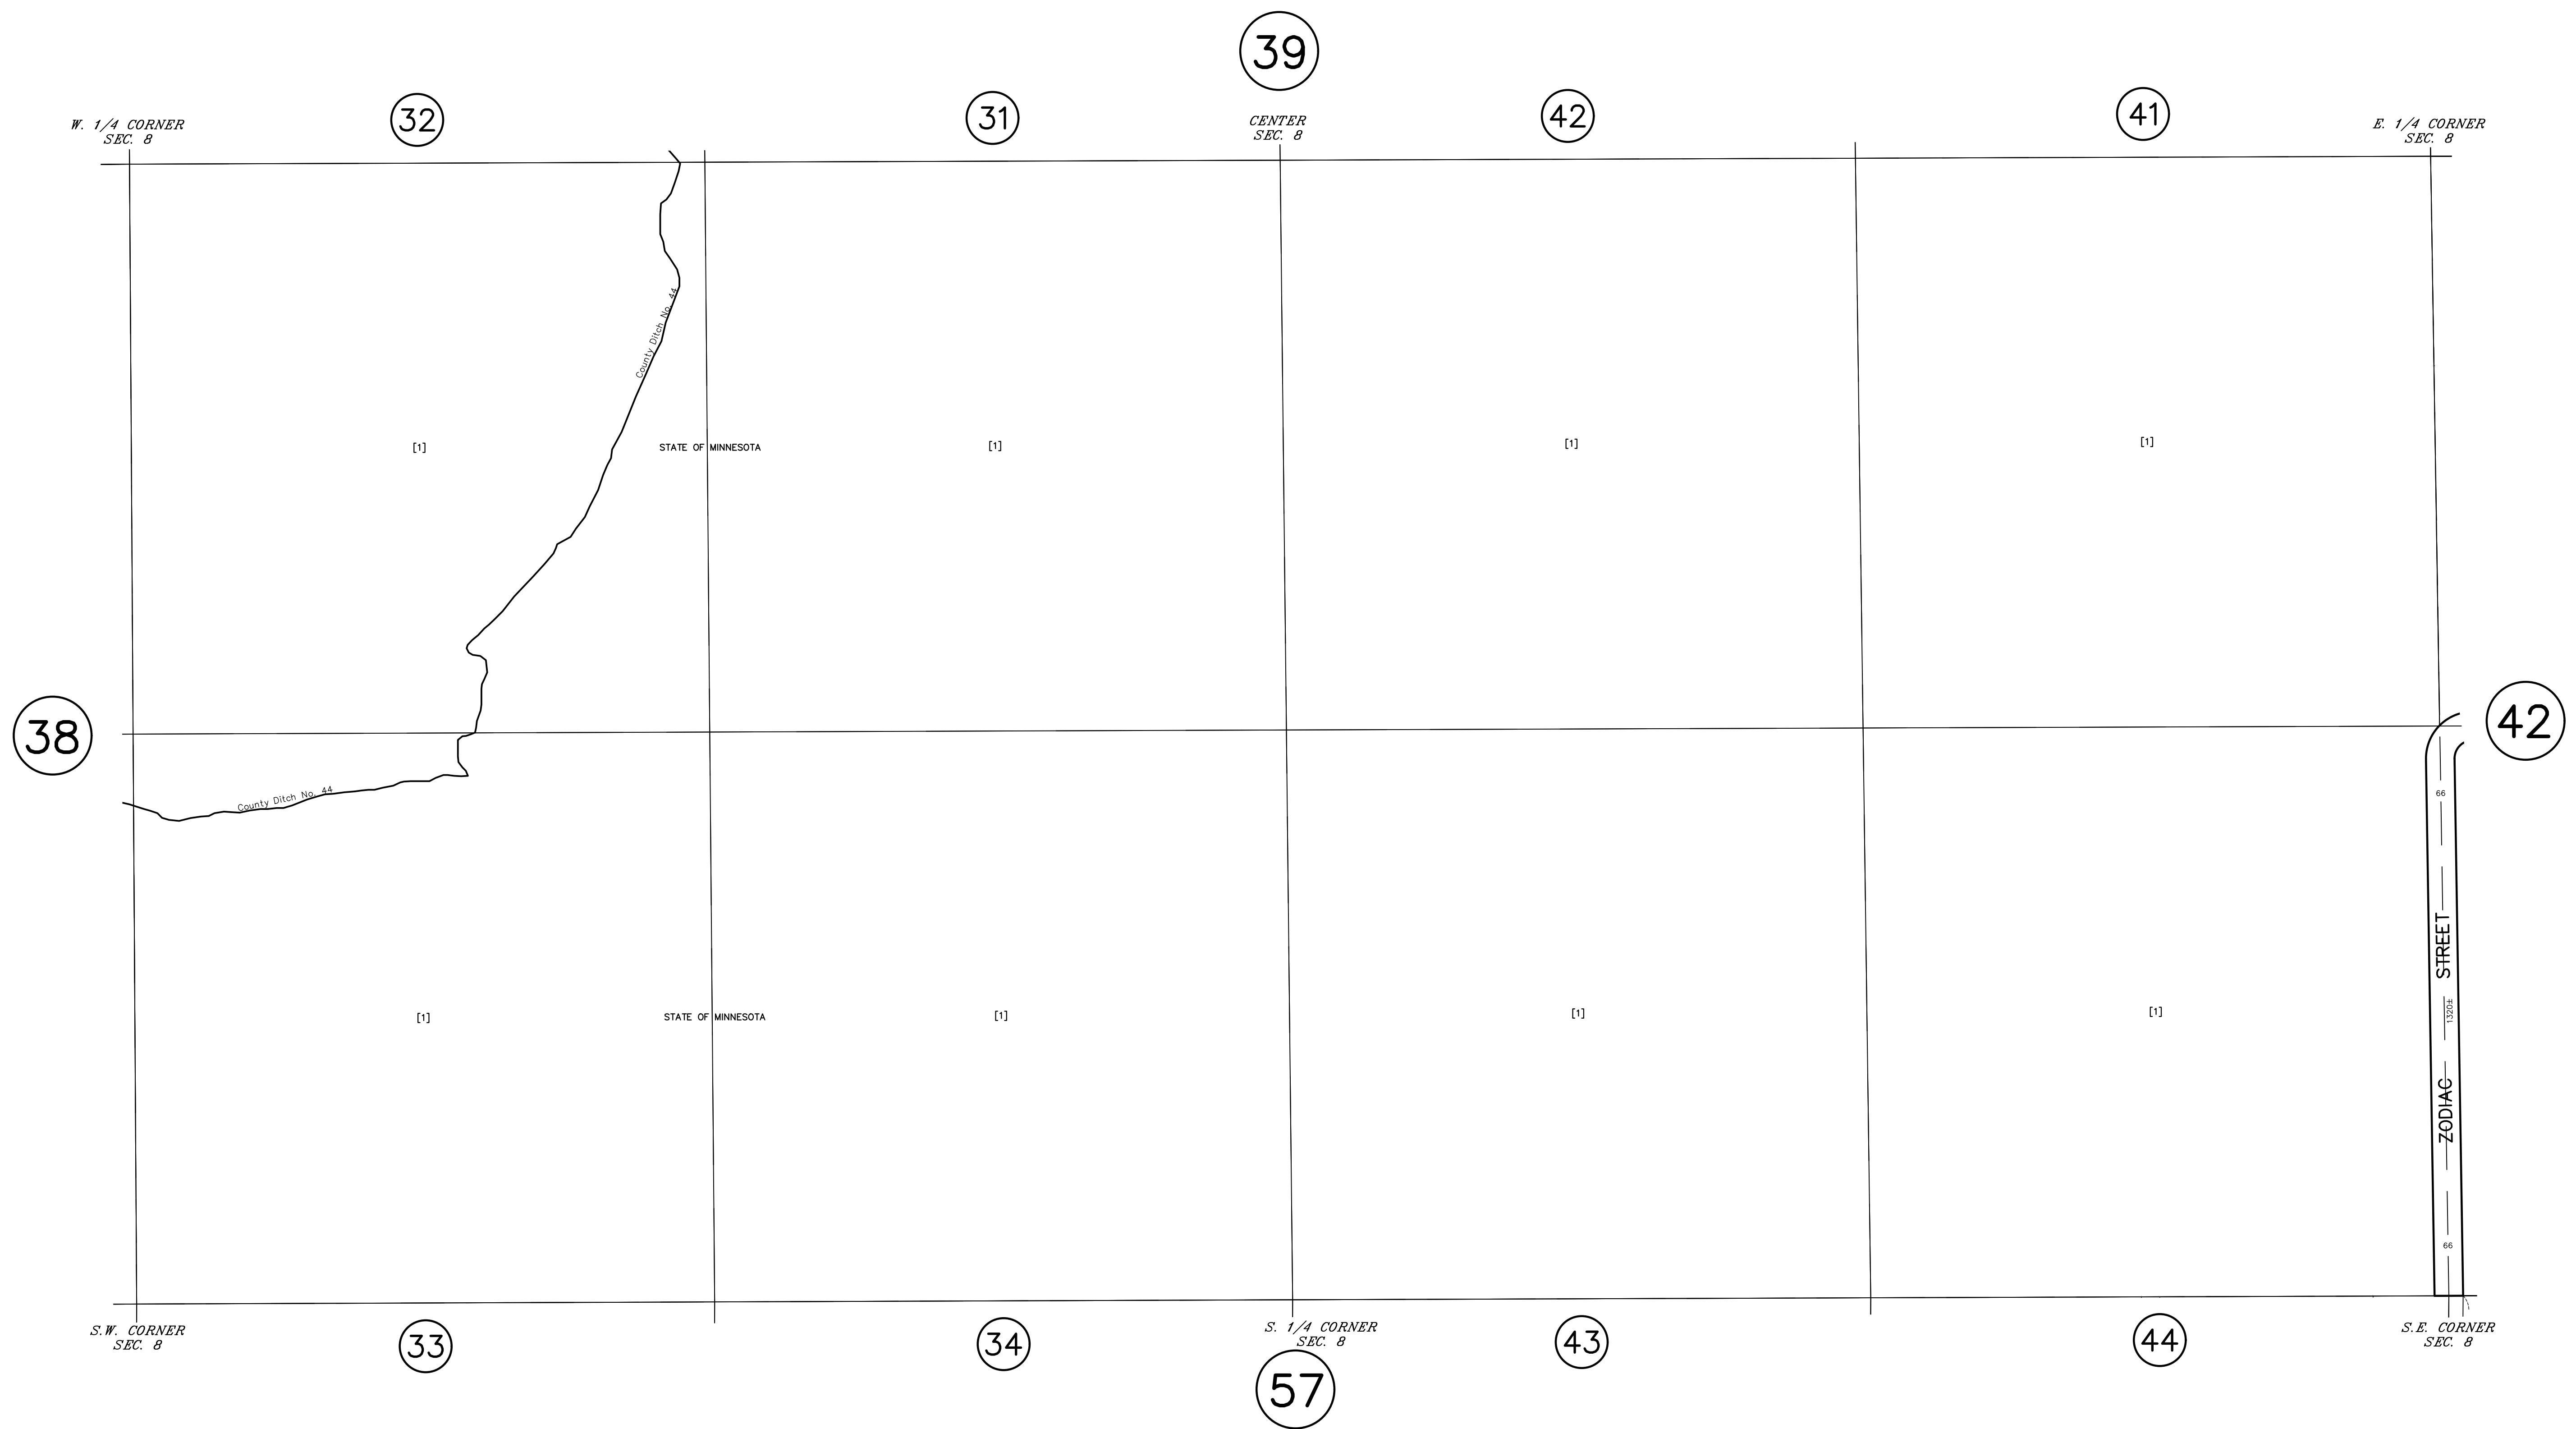 39
32
31
42
41
W. 1/4 CORNER
SEC. 8
CENTER
SEC. 8
E. 1/4 CORNER
SEC. 8
County Ditch No. 44
[1]
STATE OF MINNESOTA
[1]
[1]
[1]
38
42
County Ditch No. 44
66
[1]
STATE OF MINNESOTA
[1]
[1]
[1]
ZODIAC STREET
1320±
66
S.W. CORNER
SEC. 8
33
34
S. 1/4 CORNER
SEC. 8
43
44
S.E. CORNER
SEC. 8
57